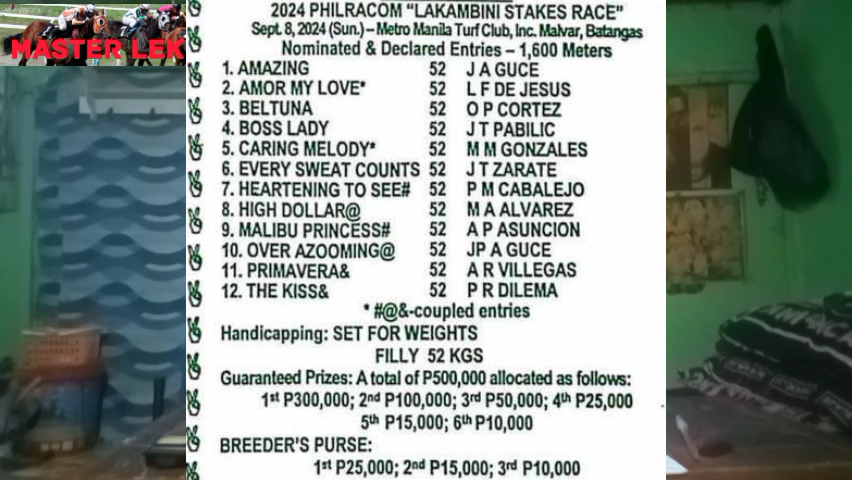 MASTER LEK
2024 PHILRACOM "LAKAMBINI STAKES RACE"
Sept. 8, 2024 (Sun.) – Metro Manila Turf Club, Inc. Malvar, Batangas
Nominated & Declared Entries – 1,600 Meters
1. AMAZING 52 J A GUCE
2. AMOR MY LOVE* 52 L F DE JESUS
3. BELTUNA 52 O P CORTEZ
4. BOSS LADY 52 J T PABILIC
5. CARING MELODY* 52 M M GONZALES
6. EVERY SWEAT COUNTS 52 J T ZARATE
7. HEARTENING TO SEE# 52 P M CABALEJO
8. HIGH DOLLAR@ 52 M A ALVAREZ
9. MALIBU PRINCESS# 52 A P ASUNCION
10. OVER AZOOMING@ 52 JP A GUCE
11. PRIMAVERA& 52 A R VILLEGAS
12. THE KISS& 52 P R DILEMA
* #@&-coupled entries
Handicapping: SET FOR WEIGHTS
FILLY 52 KGS
Guaranteed Prizes: A total of P500,000 allocated as follows:
1st P300,000; 2nd P100,000; 3rd P50,000; 4th P25,000
5th P15,000; 6th P10,000
BREEDER'S PURSE:
1st P25,000; 2nd P15,000; 3rd P10,000